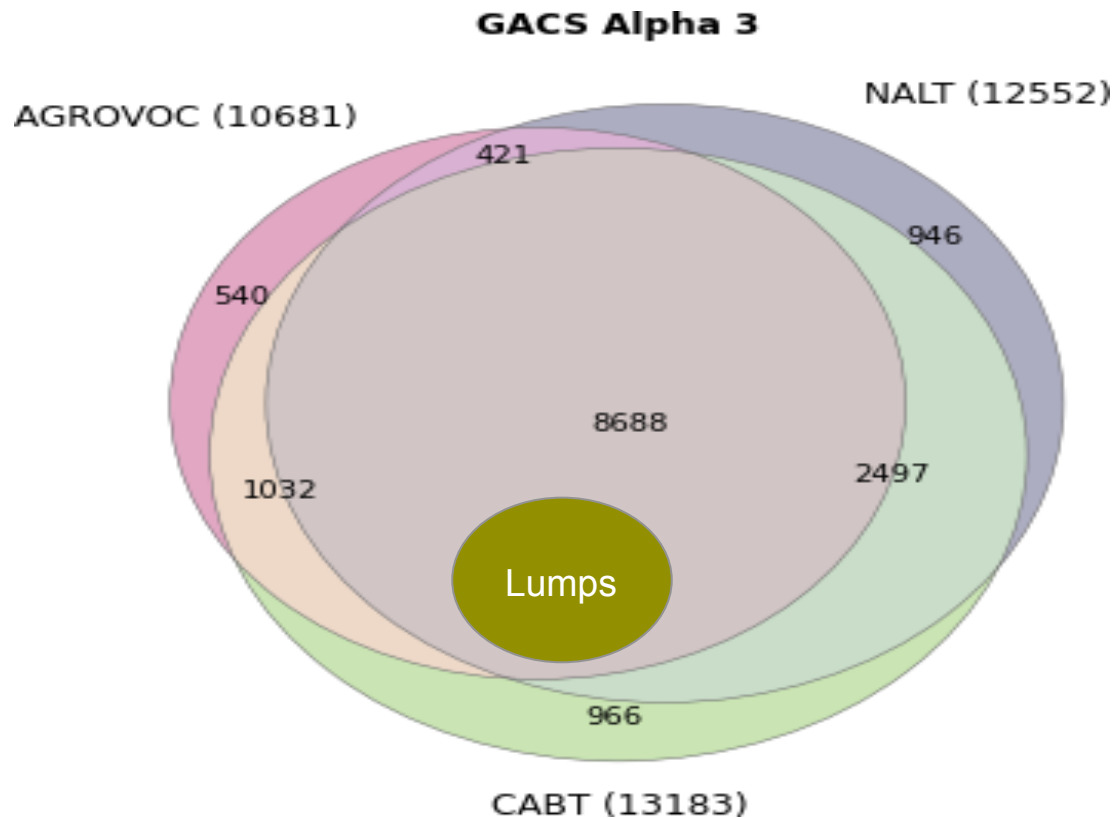 GACS Alpha 3
NALT (12552)
AGROVOC (10681)
421
946
540
8688
2497
1032
Lumps
966
CABT (13183)